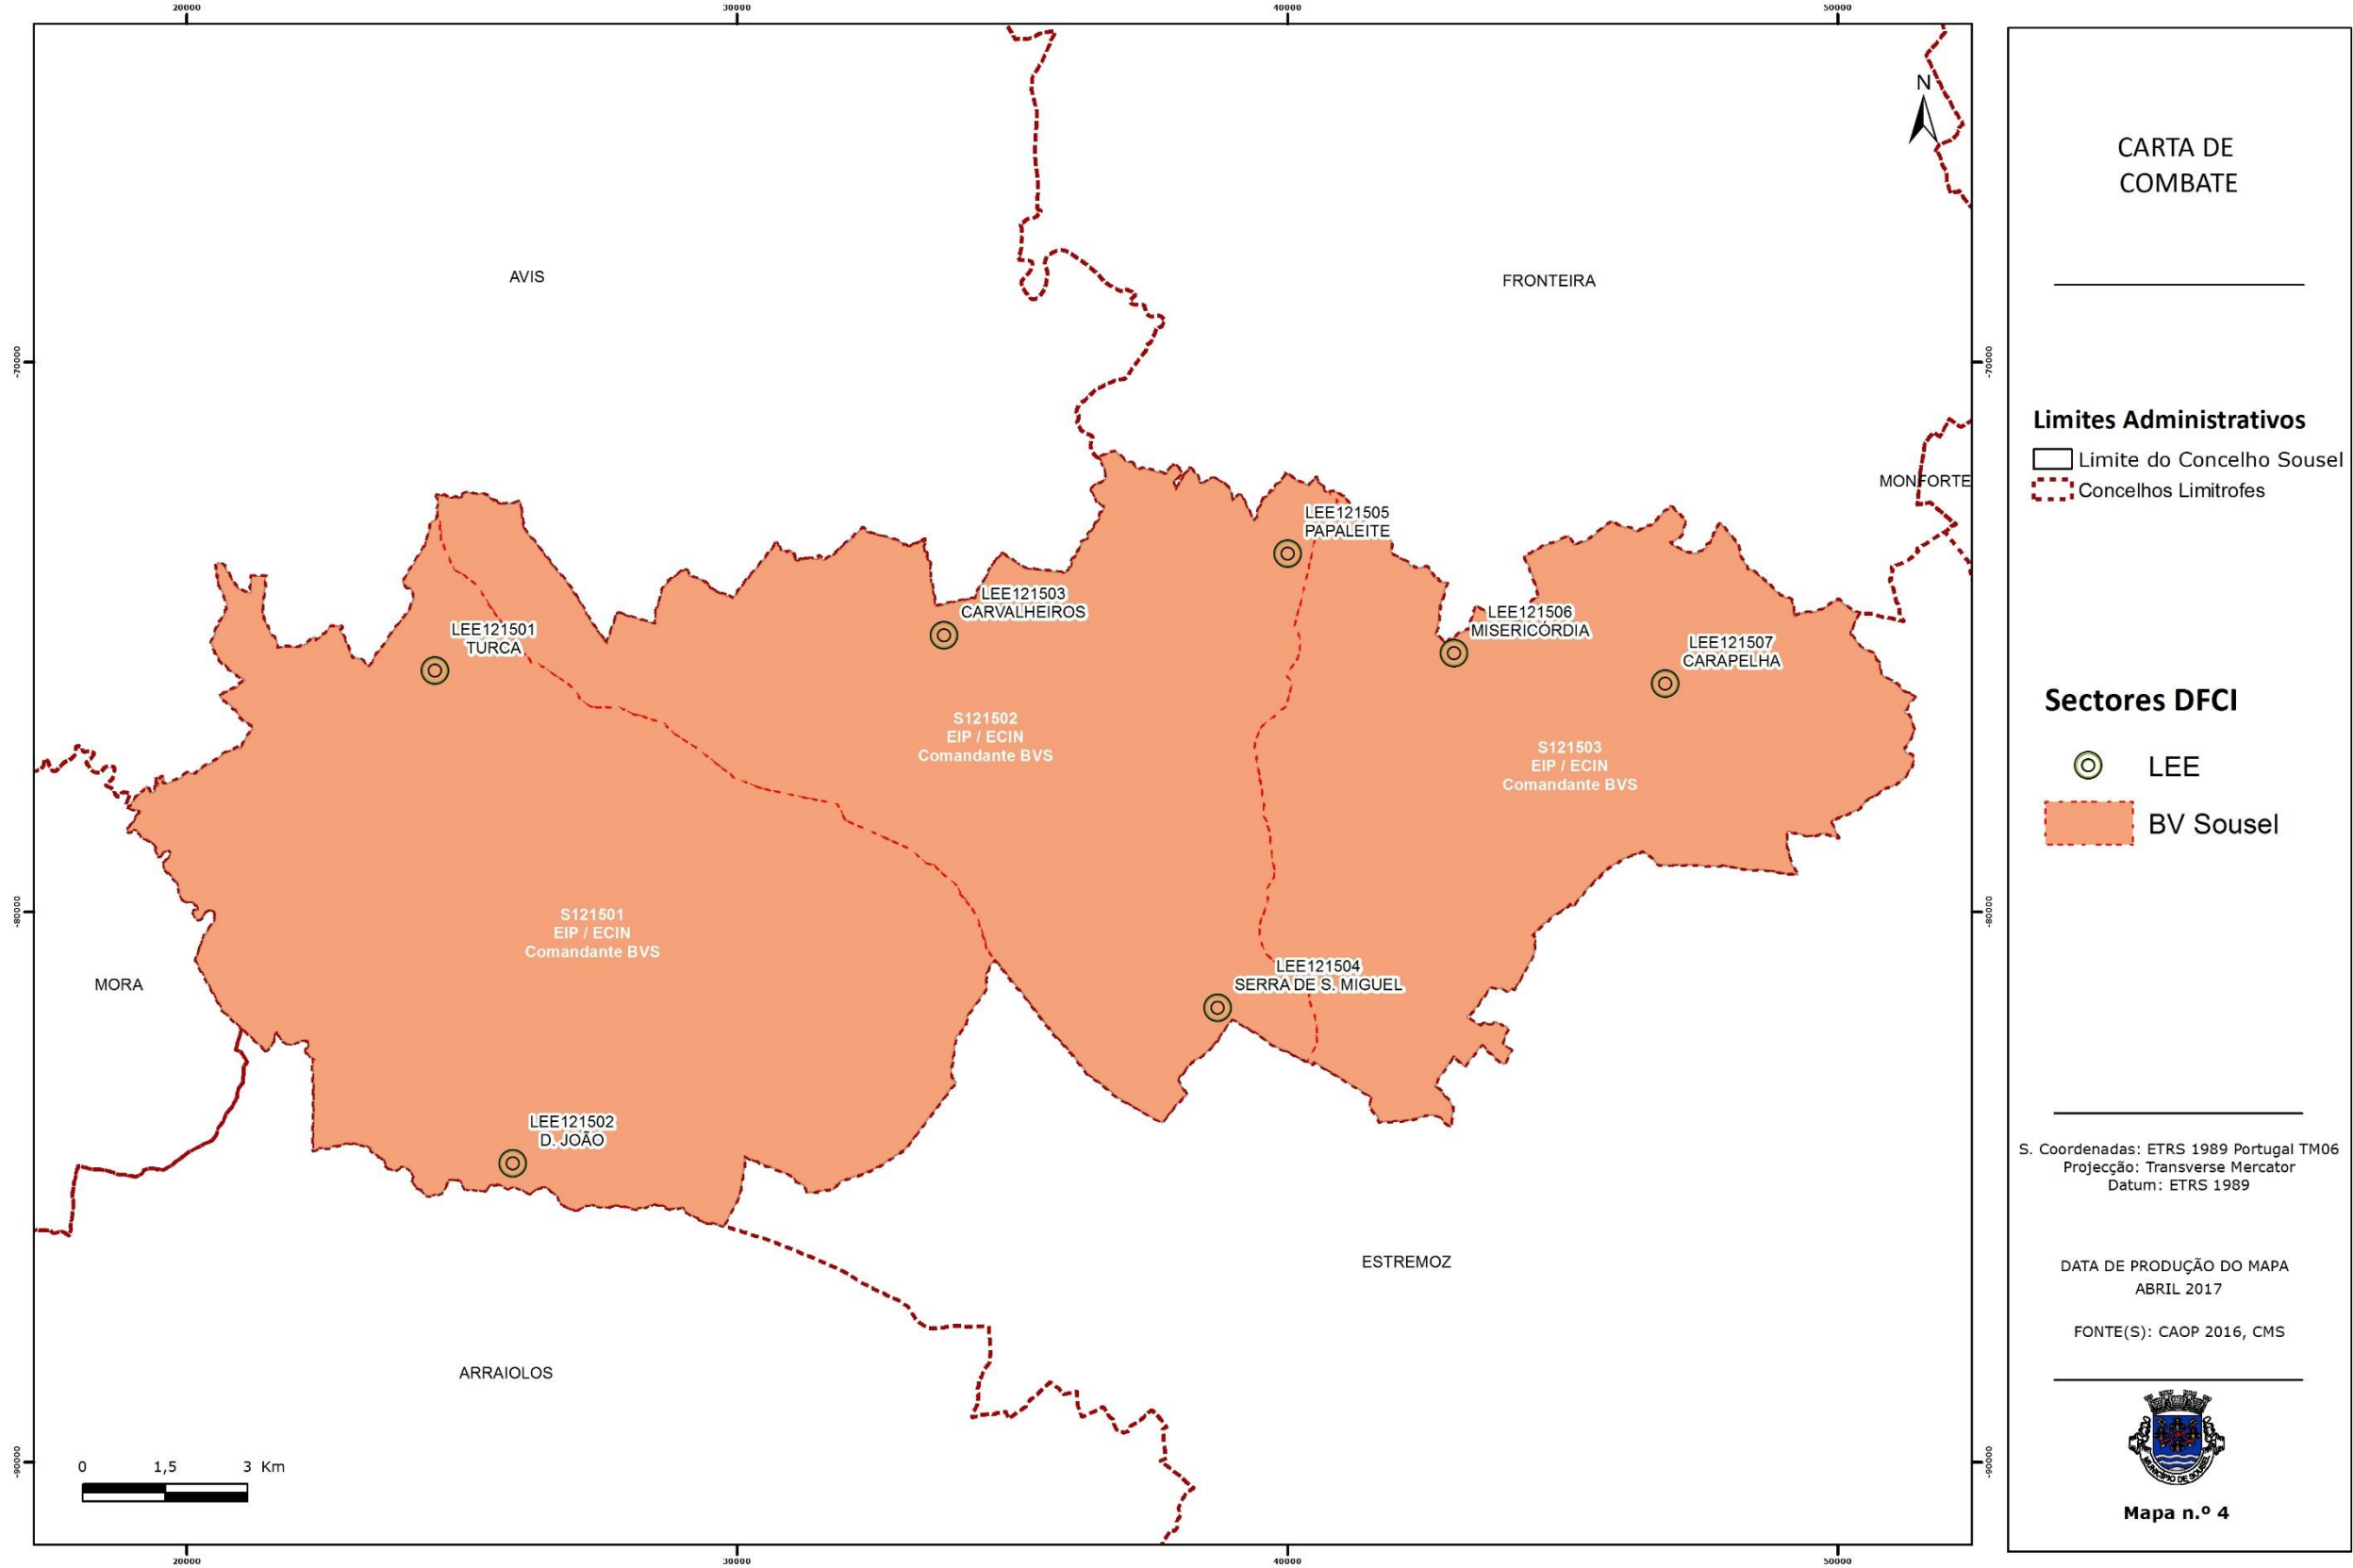 20000
30000
40000
50000
N
AVIS
FRONTEIRA
-70000
-70000
MONFORTE
LEE121505
PAPALEITE
LEE121503
CARVALHEIROS
LEE121506
MISERICÓRDIA
LEE121501
TURCA
LEE121507
CARAPELHA
S121502
EIP / ECIN
Comandante BVS
S121503
EIP / ECIN
Comandante BVS
-80000
-80000
S121501
EIP / ECIN
Comandante BVS
LEE121504
SERRA DE S. MIGUEL
MORA
LEE121502
D. JOÃO
ESTREMOZ
ARRAIOLOS
-90000
-90000
0 1,5 3 Km
20000
30000
40000
50000
CARTA DE
COMBATE
Limites Administrativos
Limite do Concelho Sousel
Concelhos Limitrofes
Sectores DFCI
LEE
BV Sousel
S. Coordenadas: ETRS 1989 Portugal TM06
Projecção: Transverse Mercator
Datum: ETRS 1989
DATA DE PRODUÇÃO DO MAPA
ABRIL 2017
FONTE(S): CAOP 2016, CMS
MUNICÍPIO DE SOUSEL
Mapa n.º 4